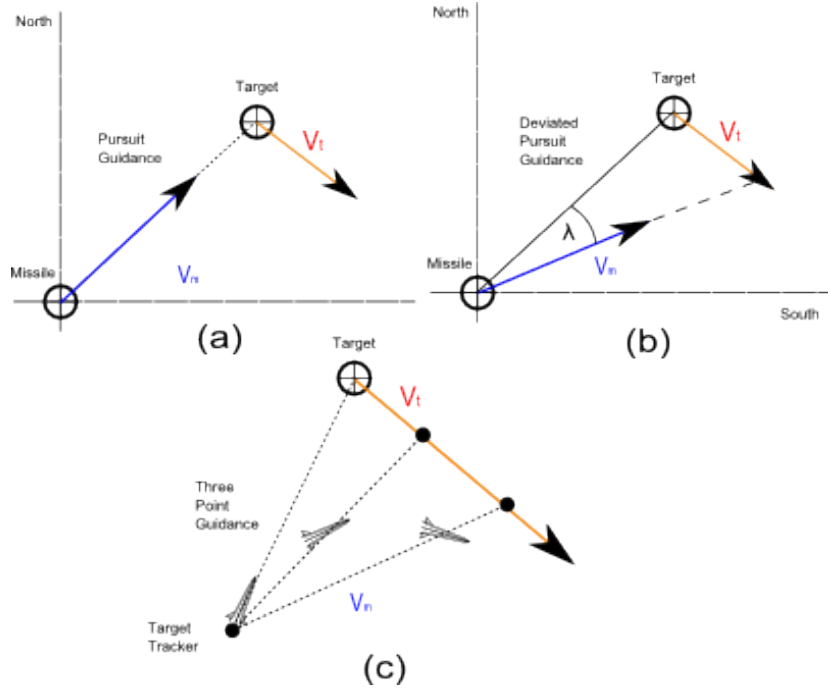 North
Target
Pursuit
Guidance
Vt
Missile
Vm
(a)
North
Target
Deviated
Pursuit
Guidance
Vt
λ
Missile
Vm
South
(b)
Target
Vt
Three
Point
Guidance
Vm
Target
Tracker
(c)